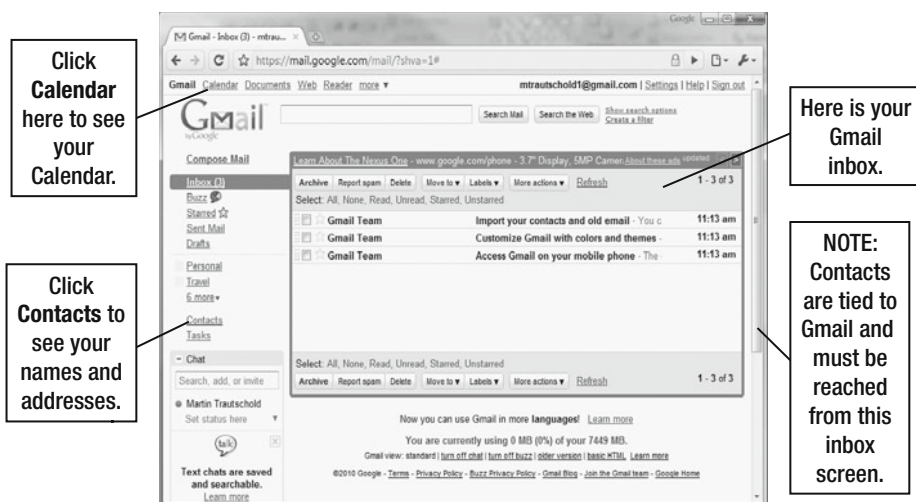 Click
Calendar
here to see
your
Calendar.
Click
Contacts to
see your
names and
addresses.
Google
Gmail - Inbox (3) - mtrau...
https://mail.google.com/mail/?shva=1#
Gmail Calendar Documents Web Reader more ▼
mtrautschold1@gmail.com | Settings | Help | Sign out
Gmail
by Google
Search Mail Search the Web
Show search options
Create a filter
Compose Mail
Inbox (3)
Buzz
Starred
Sent Mail
Drafts
Personal
Travel
6 more▼
Contacts
Tasks
− Chat
Search, add, or invite
Martin Trautschold
Set status here ▼
talk
Text chats are saved
and searchable.
Learn more
Learn About The Nexus One - www.google.com/phone - 3.7" Display, 5MP Camer. About these ads updated
Archive Report spam Delete Move to ▼ Labels ▼ More actions ▼ Refresh 1 - 3 of 3
Select: All, None, Read, Unread, Starred, Unstarred
Gmail Team Import your contacts and old email - You c 11:13 am
Gmail Team Customize Gmail with colors and themes - 11:13 am
Gmail Team Access Gmail on your mobile phone - The 11:13 am
Select: All, None, Read, Unread, Starred, Unstarred
Archive Report spam Delete Move to ▼ Labels ▼ More actions ▼ Refresh 1 - 3 of 3
Now you can use Gmail in more languages! Learn more
You are currently using 0 MB (0%) of your 7449 MB.
Gmail view: standard | turn off chat | turn off buzz | older version | basic HTML Learn more
©2010 Google - Terms - Privacy Policy - Buzz Privacy Policy - Gmail Blog - Join the Gmail team - Google Home
Here is your
Gmail
inbox.
NOTE:
Contacts
are tied to
Gmail and
must be
reached
from this
inbox
screen.